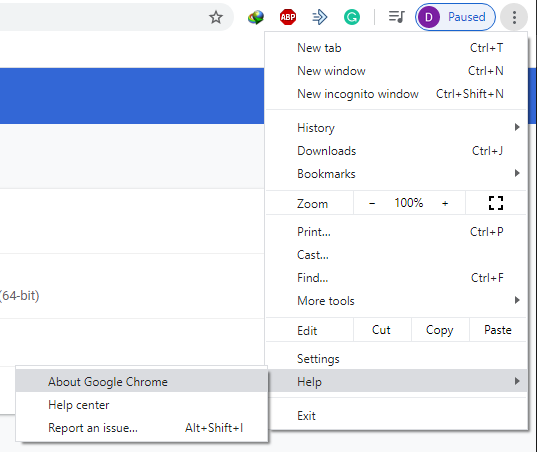 ABP
D Paused
New tab Ctrl+T
New window Ctrl+N
New incognito window Ctrl+Shift+N
History
Downloads Ctrl+J
Bookmarks
Zoom − 100% +
Print... Ctrl+P
Cast...
(64-bit)
Find... Ctrl+F
More tools
Edit Cut Copy Paste
Settings
About Google Chrome
Help
Help center
Exit
Report an issue... Alt+Shift+I